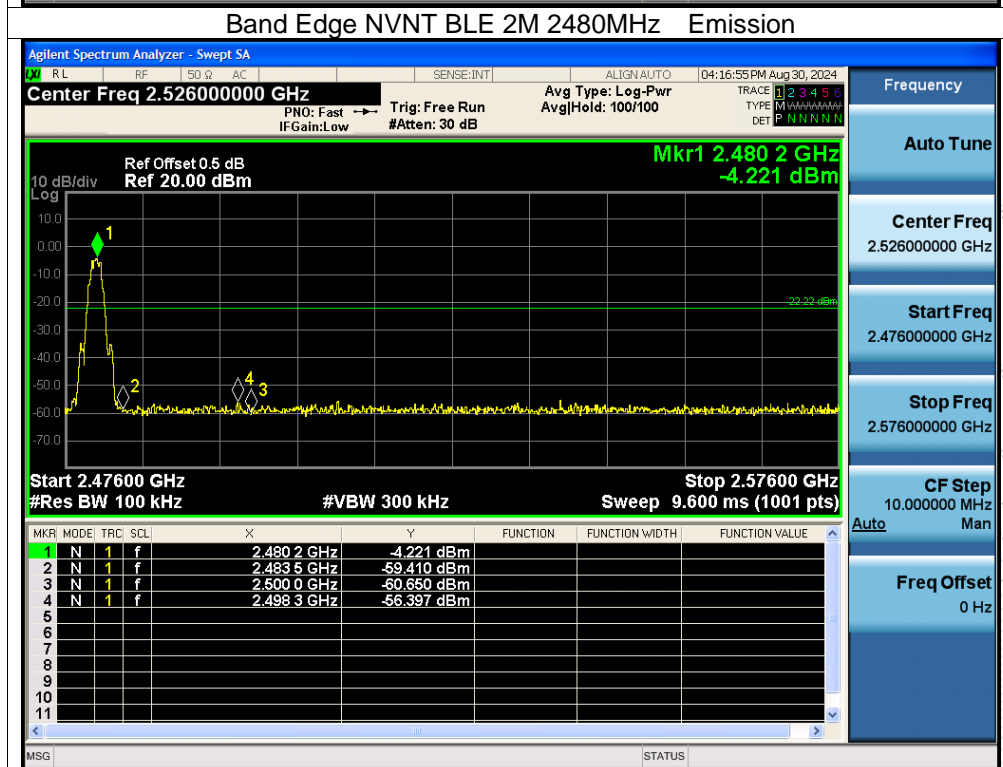 Band Edge NVNT BLE 2M 2480MHz Emission
Agilent Spectrum Analyzer - Swept SA
LXI RL RF 50 Ω AC SENSE:INT ALIGN AUTO 04:16:55 PM Aug 30, 2024
Center Freq 2.526000000 GHz
PNO: Fast
IFGain:Low
Trig: Free Run
#Atten: 30 dB
Avg Type: Log-Pwr
Avg|Hold: 100/100
TRACE 1 2 3 4 5 6
TYPE M
DET P N N N N N
Mkr1 2.480 2 GHz
-4.221 dBm
Ref Offset 0.5 dB
10 dB/div Ref 20.00 dBm
Log
10.0
0.00
-10.0
-20.0
-30.0
-40.0
-50.0
-60.0
-70.0
1
2
4
3
-22.22 dBm
Start 2.47600 GHz Stop 2.57600 GHz
#Res BW 100 kHz #VBW 300 kHz Sweep 9.600 ms (1001 pts)
MKR MODE TRC SCL X Y FUNCTION FUNCTION WIDTH FUNCTION VALUE
1 N 1 f 2.480 2 GHz -4.221 dBm
2 N 1 f 2.483 5 GHz -59.410 dBm
3 N 1 f 2.500 0 GHz -60.650 dBm
4 N 1 f 2.498 3 GHz -56.397 dBm
5
6
7
8
9
10
11
MSG STATUS
Frequency
Auto Tune
Center Freq
2.526000000 GHz
Start Freq
2.476000000 GHz
Stop Freq
2.576000000 GHz
CF Step
10.000000 MHz
Auto Man
Freq Offset
0 Hz